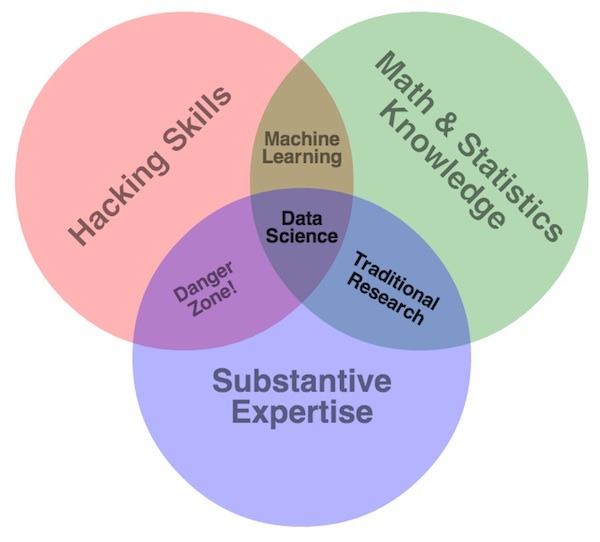 Hacking Skills
Math & Statistics
Knowledge
Machine
Learning
Data
Science
Danger
Zone!
Traditional
Research
Substantive
Expertise